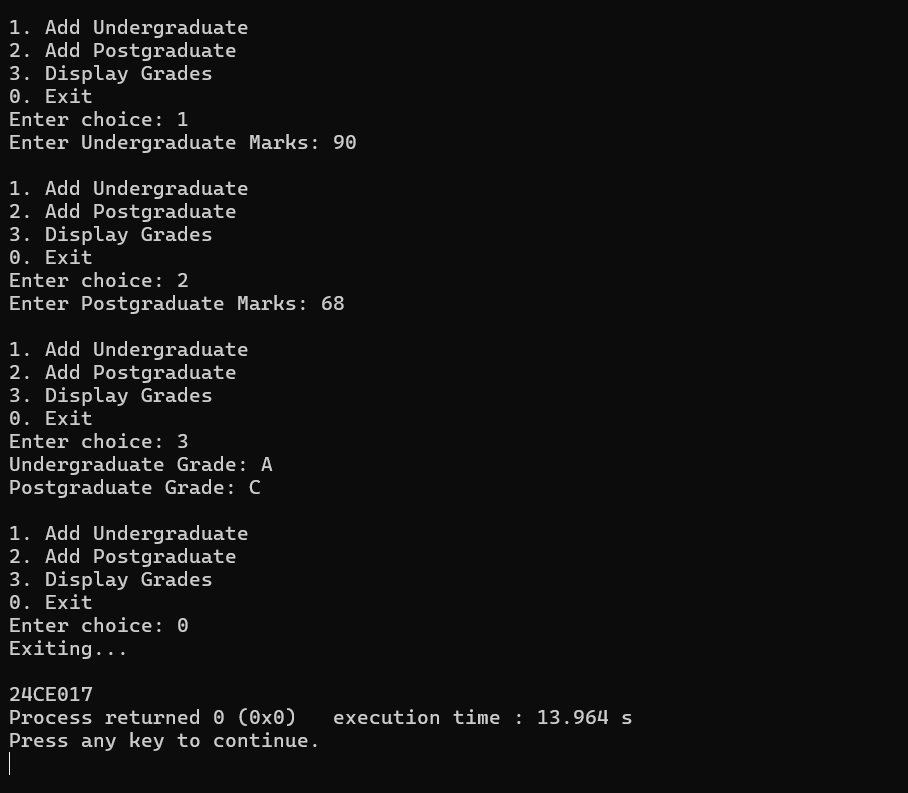 1. Add Undergraduate
2. Add Postgraduate
3. Display Grades
0. Exit
Enter choice: 1
Enter Undergraduate Marks: 90
1. Add Undergraduate
2. Add Postgraduate
3. Display Grades
0. Exit
Enter choice: 2
Enter Postgraduate Marks: 68
1. Add Undergraduate
2. Add Postgraduate
3. Display Grades
0. Exit
Enter choice: 3
Undergraduate Grade: A
Postgraduate Grade: C
1. Add Undergraduate
2. Add Postgraduate
3. Display Grades
0. Exit
Enter choice: 0
Exiting...
24CE017
Process returned 0 (0x0)   execution time : 13.964 s
Press any key to continue.